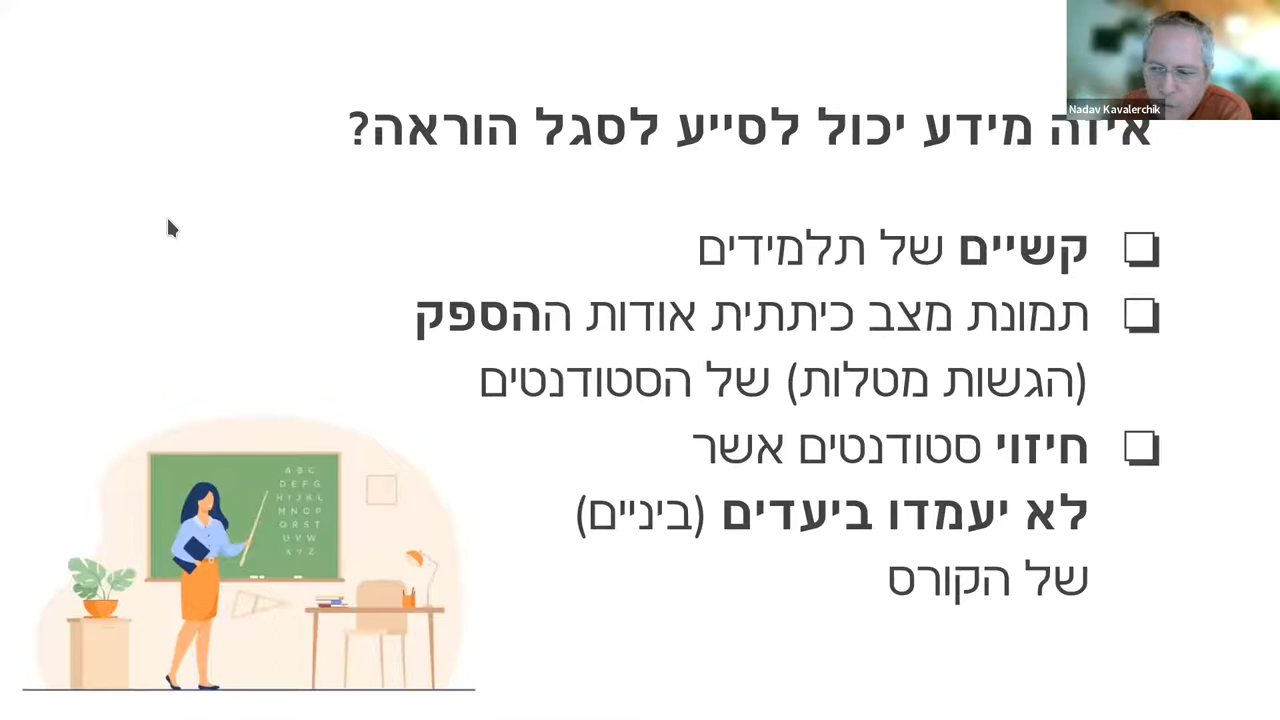 איזה מידע יכול לסייע לסגל הוראה?
Nadav Kavalerchik
קשיים של תלמידים
תמונת מצב כיתתית אודות ההספק
(הגשות מטלות) של הסטודנטים
חיזוי סטודנטים אשר
לא יעמדו ביעדים (ביניים)
של הקורס
A B C
D E F G
H I J K L
M N O P
Q R S T
U V W
X Y Z